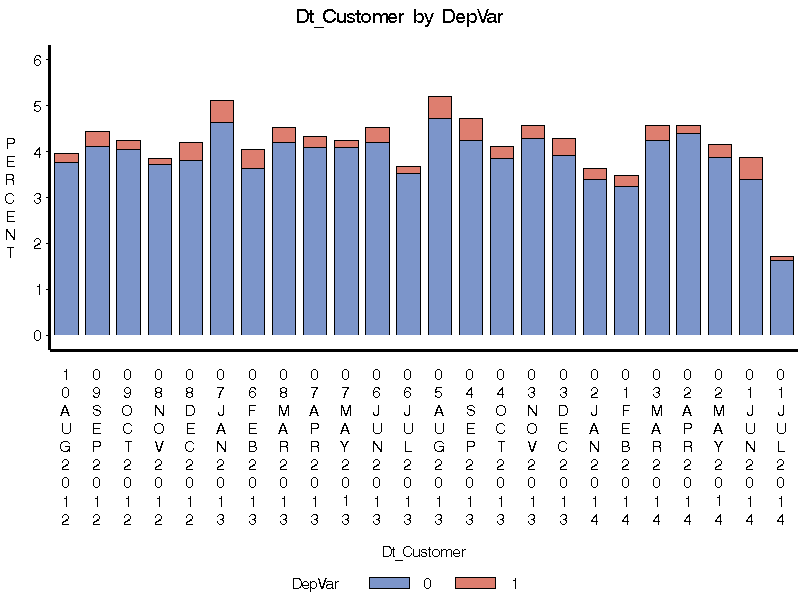 Dt_Customer by DepVar
PERCENT
6
5
4
3
2
1
0
10AUG2012
09SEP2012
09OCT2012
08NOV2012
08DEC2012
07JAN2013
06FEB2013
08MAR2013
07APR2013
07MAY2013
06JUN2013
06JUL2013
05AUG2013
04SEP2013
04OCT2013
03NOV2013
03DEC2013
02JAN2014
01FEB2014
03MAR2014
02APR2014
02MAY2014
01JUN2014
01JUL2014
Dt_Customer
DepVar 0 1